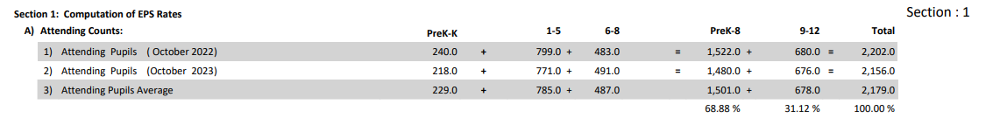 Section 1: Computation of EPS Rates Section : 1
A) Attending Counts: PreK-K 1-5 6-8 PreK-8 9-12 Total
1) Attending Pupils ( October 2022) 240.0 + 799.0 + 483.0 = 1,522.0 + 680.0 = 2,202.0
2) Attending Pupils (October 2023) 218.0 + 771.0 + 491.0 = 1,480.0 + 676.0 = 2,156.0
3) Attending Pupils Average 229.0 + 785.0 + 487.0 1,501.0 + 678.0 2,179.0
68.88 % 31.12 % 100.00 %